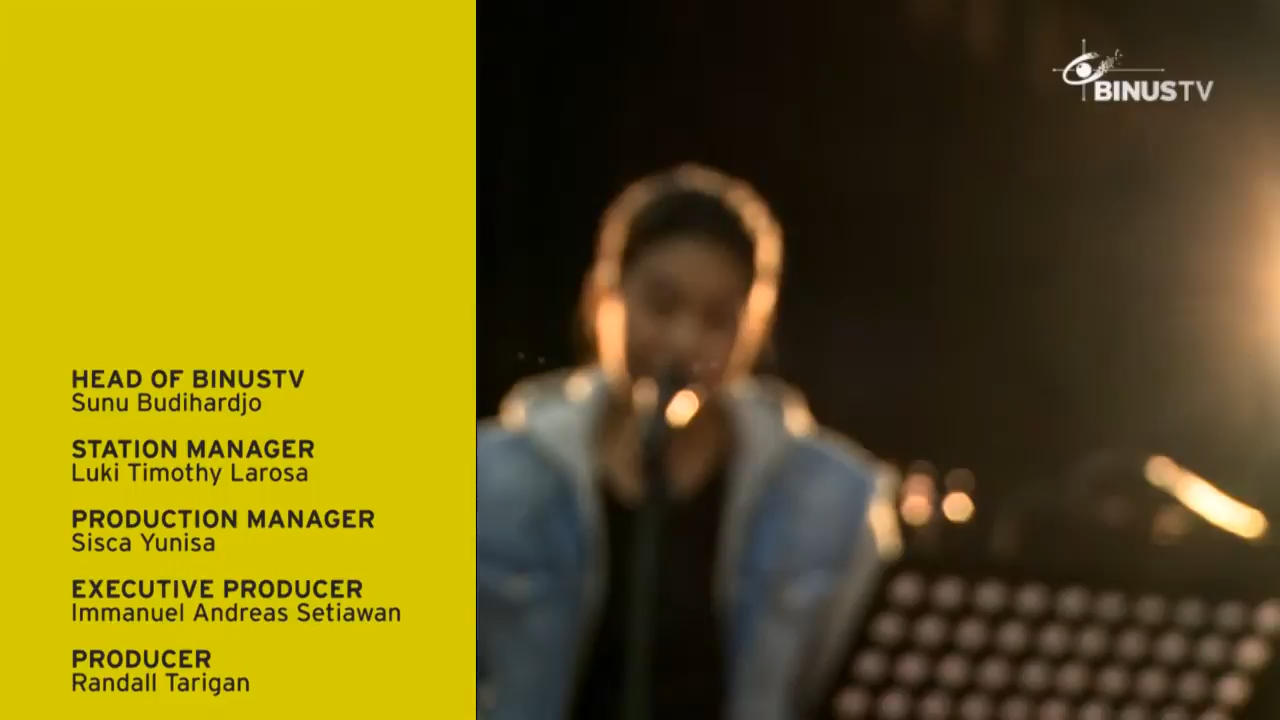 BINUSTV
HEAD OF BINUSTV
Sunu Budihardjo
STATION MANAGER
Luki Timothy Larosa
PRODUCTION MANAGER
Sisca Yunisa
EXECUTIVE PRODUCER
Immanuel Andreas Setiawan
PRODUCER
Randall Tarigan